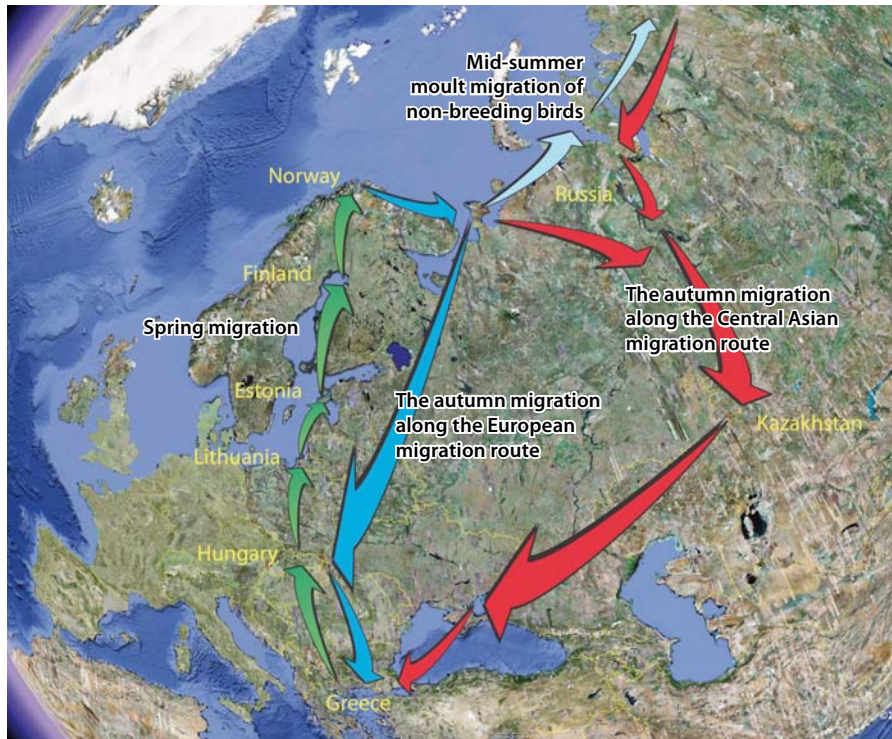 Mid-summer
moult migration of
non-breeding birds
Norway
Russia
Finland
The autumn migration
along the Central Asian
migration route
Spring migration
Estonia
The autumn migration
along the European
migration route
Kazakhstan
Lithuania
Hungary
Greece